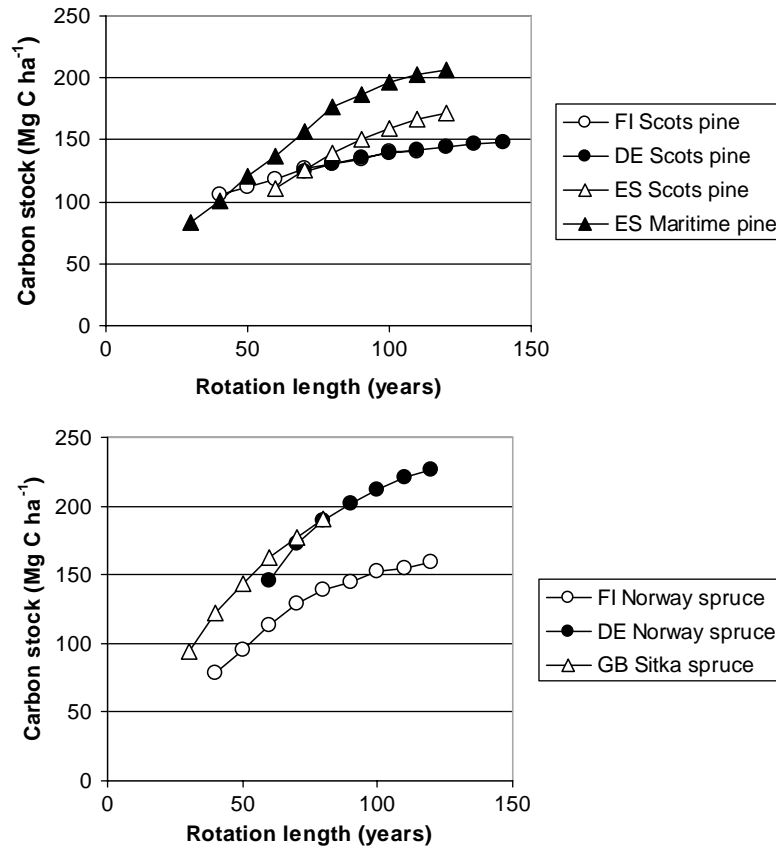 250
200
150
100
50
0
0 50 100 150
Carbon stock (Mg C ha-1)
Rotation length (years)
FI Scots pine
DE Scots pine
ES Scots pine
ES Maritime pine
250
200
150
100
50
0
0 50 100 150
Carbon stock (Mg C ha-1)
Rotation length (years)
FI Norway spruce
DE Norway spruce
GB Sitka spruce